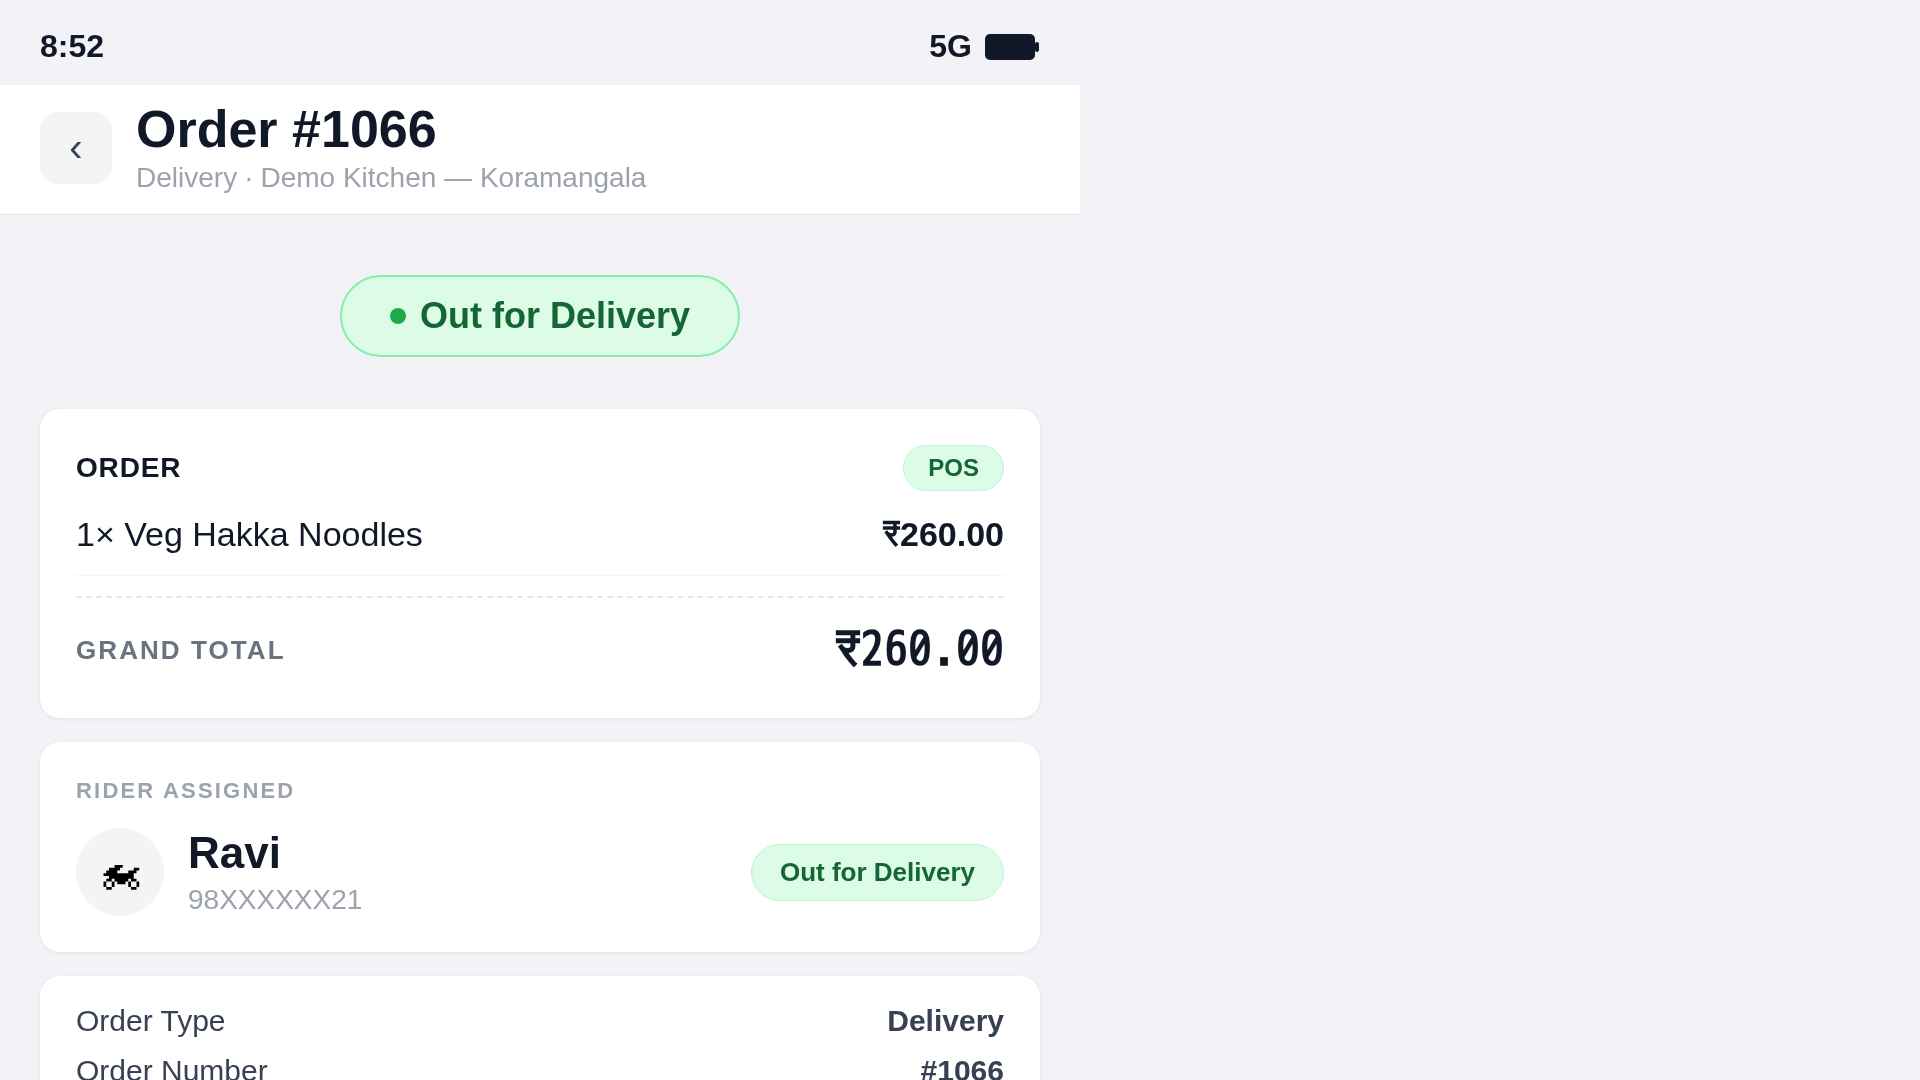 8:52
5G
‹
Order #1066
Delivery · Demo Kitchen — Koramangala
Out for Delivery
ORDER
POS
1× Veg Hakka Noodles
₹260.00
GRAND TOTAL
₹260.00
RIDER ASSIGNED
Ravi
98XXXXXX21
Out for Delivery
Order Type
Delivery
Order Number
#1066